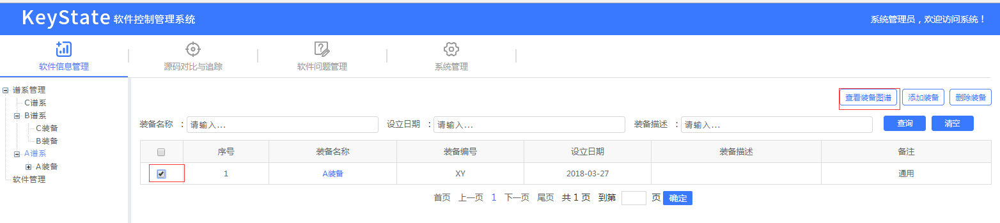 KeyState 软件控制管理系统 系统管理员，欢迎访问系统！
软件信息管理 源码对比与追踪 软件问题管理 系统管理
谱系管理
C谱系
B谱系
C装备
B装备
A谱系
A装备
软件管理
查看装备图谱 添加装备 删除装备
装备名称 : 请输入... 设立日期 : 请输入... 装备描述 : 请输入... 查询 清空
序号 装备名称 装备编号 设立日期 装备描述 备注
1 A装备 XY 2018-03-27 通用
首页 上一页 1 下一页 尾页 共 1 页 到第 页 确定